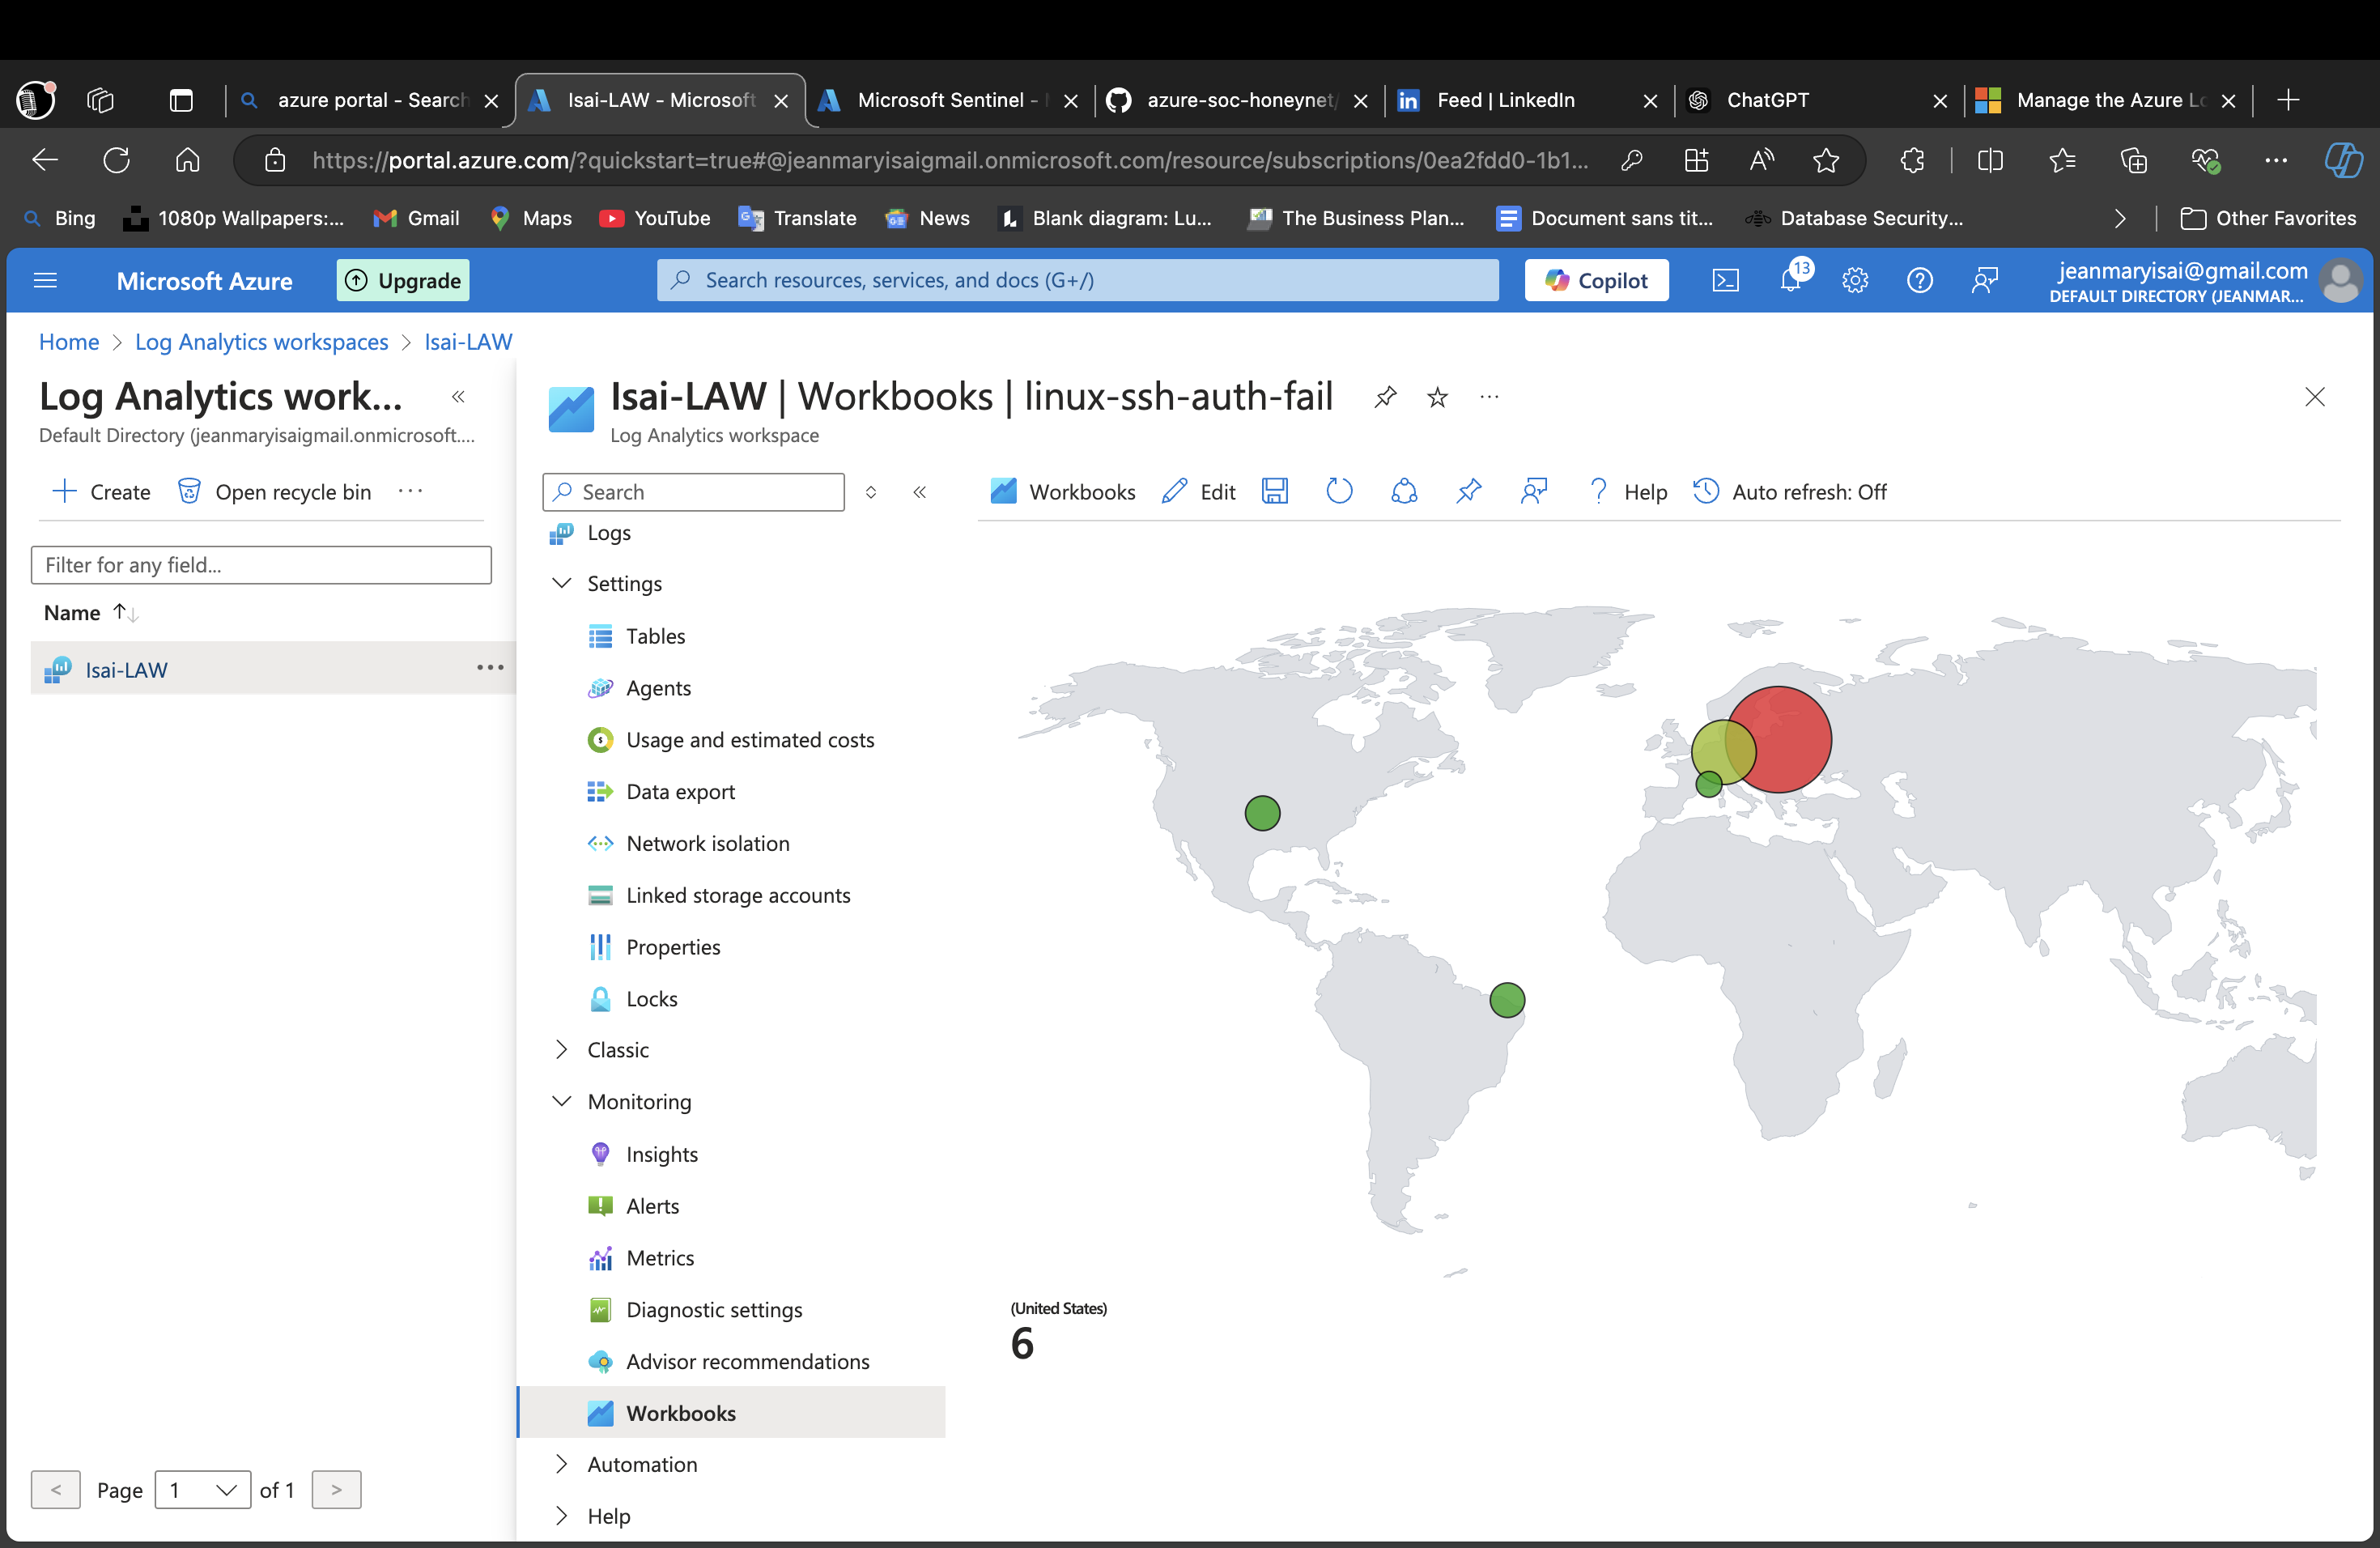 azure portal - Search
Isai-LAW - Microsoft
Microsoft Sentinel -
azure-soc-honeynet/
Feed | LinkedIn
ChatGPT
Manage the Azure Lo
https://portal.azure.com/?quickstart=true#@jeanmaryisaigmail.onmicrosoft.com/resource/subscriptions/0ea2fdd0-1b1...
Bing
1080p Wallpapers:...
Gmail
Maps
YouTube
Translate
News
Blank diagram: Lu...
The Business Plan...
Document sans tit...
Database Security...
Other Favorites
Microsoft Azure
Upgrade
Search resources, services, and docs (G+/)
Copilot
13
jeanmaryisai@gmail.com
DEFAULT DIRECTORY (JEANMAR...
Home > Log Analytics workspaces > Isai-LAW
Log Analytics work...
Default Directory (jeanmaryisaigmail.onmicrosoft....
Create
Open recycle bin
Filter for any field...
Name
Isai-LAW
Page 1 of 1
Isai-LAW | Workbooks | linux-ssh-auth-fail
Log Analytics workspace
Search
Logs
Settings
Tables
Agents
Usage and estimated costs
Data export
Network isolation
Linked storage accounts
Properties
Locks
Classic
Monitoring
Insights
Alerts
Metrics
Diagnostic settings
Advisor recommendations
Workbooks
Automation
Help
Workbooks
Edit
Help
Auto refresh: Off
(United States)
6